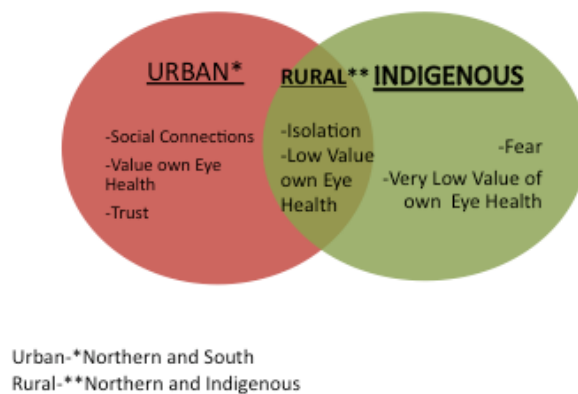 URBAN*
-Social Connections
-Value own Eye
Health
-Trust
RURAL**
-Isolation
-Low Value
own Eye
Health
INDIGENOUS
-Fear
-Very Low Value of
own Eye Health
Urban-*Northern and South
Rural-**Northern and Indigenous